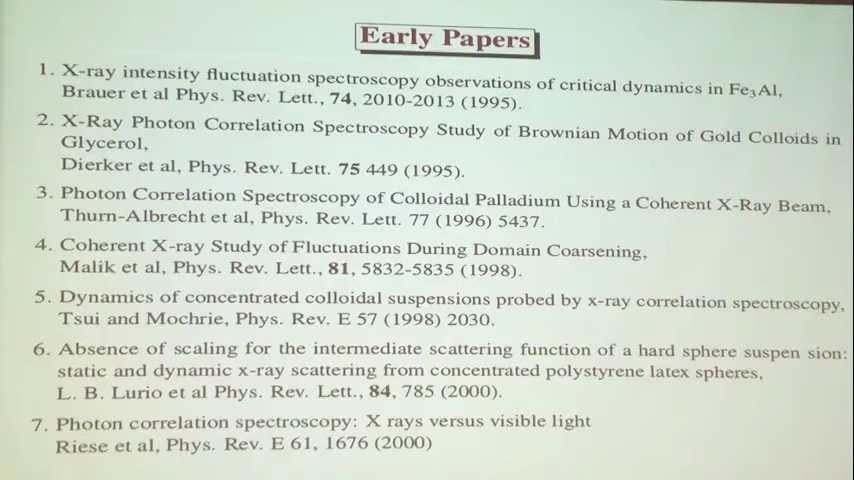 Early Papers
1. X-ray intensity fluctuation spectroscopy observations of critical dynamics in Fe₃Al,
Brauer et al Phys. Rev. Lett., 74, 2010-2013 (1995).
2. X-Ray Photon Correlation Spectroscopy Study of Brownian Motion of Gold Colloids in
Glycerol,
Dierker et al, Phys. Rev. Lett. 75 449 (1995).
3. Photon Correlation Spectroscopy of Colloidal Palladium Using a Coherent X-Ray Beam,
Thurn-Albrecht et al, Phys. Rev. Lett. 77 (1996) 5437.
4. Coherent X-ray Study of Fluctuations During Domain Coarsening,
Malik et al, Phys. Rev. Lett., 81, 5832-5835 (1998).
5. Dynamics of concentrated colloidal suspensions probed by x-ray correlation spectroscopy,
Tsui and Mochrie, Phys. Rev. E 57 (1998) 2030.
6. Absence of scaling for the intermediate scattering function of a hard sphere suspen sion:
static and dynamic x-ray scattering from concentrated polystyrene latex spheres,
L. B. Lurio et al Phys. Rev. Lett., 84, 785 (2000).
7. Photon correlation spectroscopy: X rays versus visible light
Riese et al, Phys. Rev. E 61, 1676 (2000)